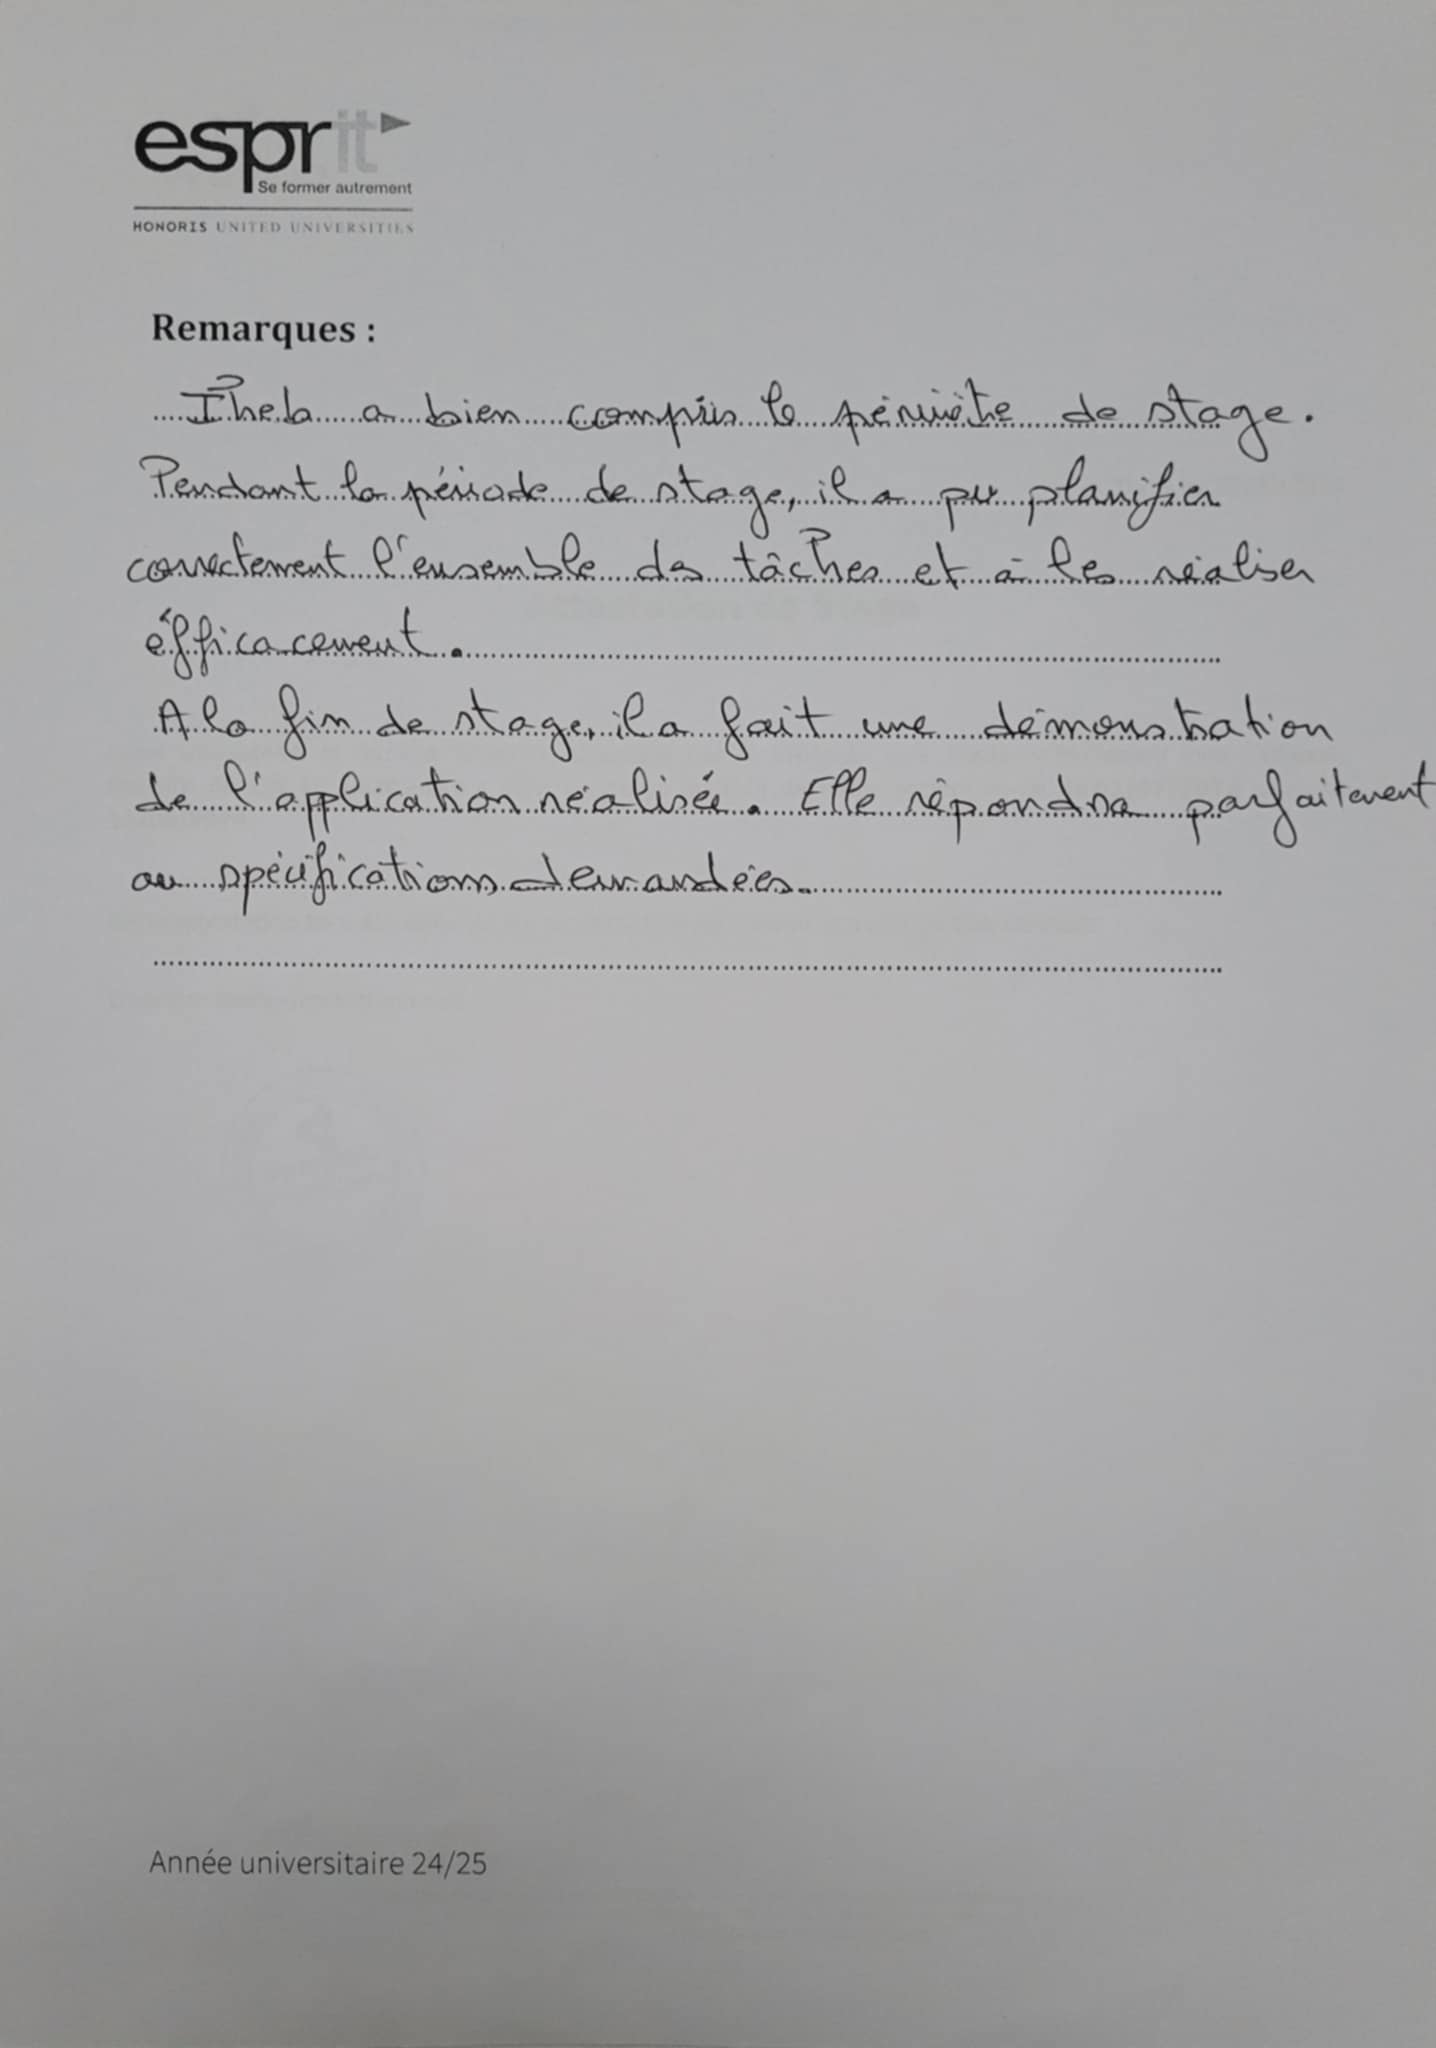 esprit
Se former autrement
HONORIS UNITED UNIVERSITIES
Remarques :
Iheb a bien compris le périmètre de stage.
Pendant la période de stage, il a pu planifier
correctement l'ensemble des tâches et à les réaliser
éfficacement.
A la fin de stage, il a fait une démonstration
de l'application réalisée. Elle répondra parfaitement
au spécifications demandées.
Année universitaire 24/25